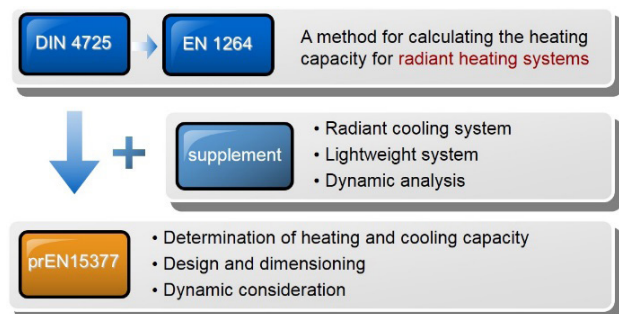 DIN 4725
EN 1264
A method for calculating the heating
capacity for radiant heating systems
supplement
• Radiant cooling system
• Lightweight system
• Dynamic analysis
prEN15377
• Determination of heating and cooling capacity
• Design and dimensioning
• Dynamic consideration